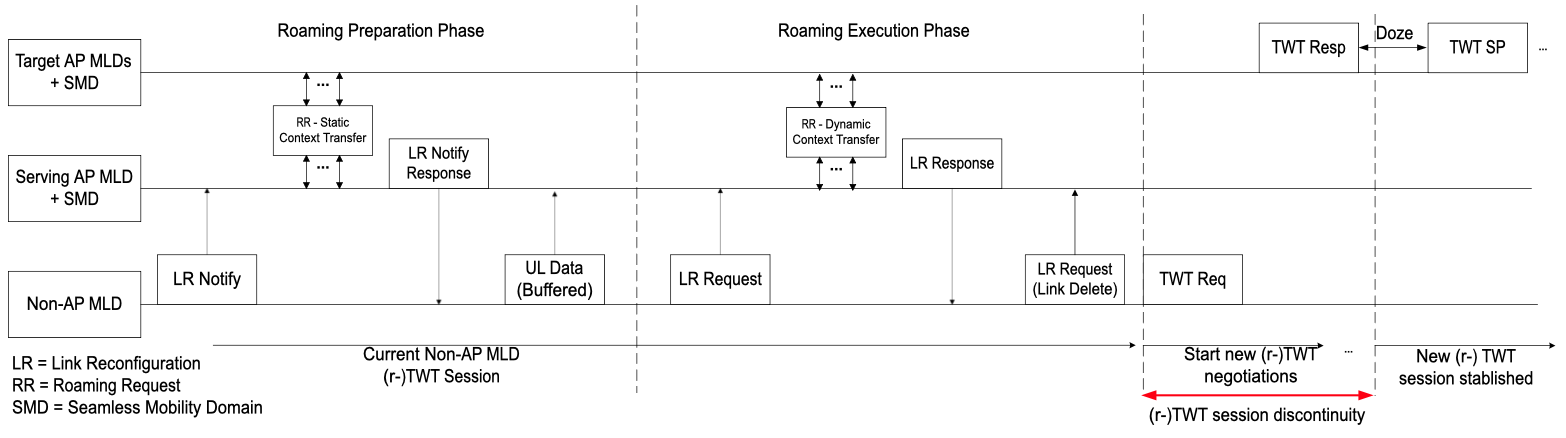 Roaming Preparation Phase
Roaming Execution Phase
Target AP MLDs
+ SMD
...
RR - Static
Context Transfer
...
...
RR - Dynamic
Context Transfer
...
TWT Resp
Doze
TWT SP
...
Serving AP MLD
+ SMD
LR Notify
Response
LR Response
Non-AP MLD
LR Notify
UL Data
(Buffered)
LR Request
LR Request
(Link Delete)
TWT Req
LR = Link Reconfiguration
RR = Roaming Request
SMD = Seamless Mobility Domain
Current Non-AP MLD
(r-)TWT Session
Start new (r-)TWT
negotiations
...
New (r-) TWT
session stablished
(r-)TWT session discontinuity